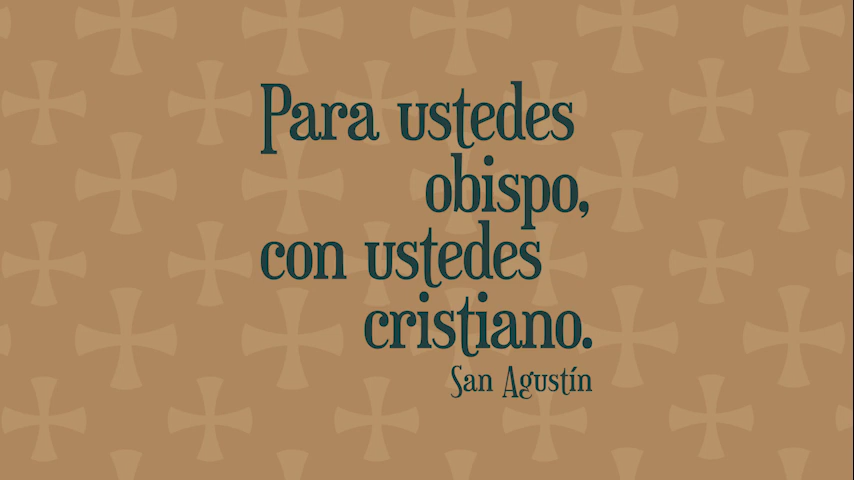 Para ustedes
obispo,
con ustedes
cristiano.
San Agustín